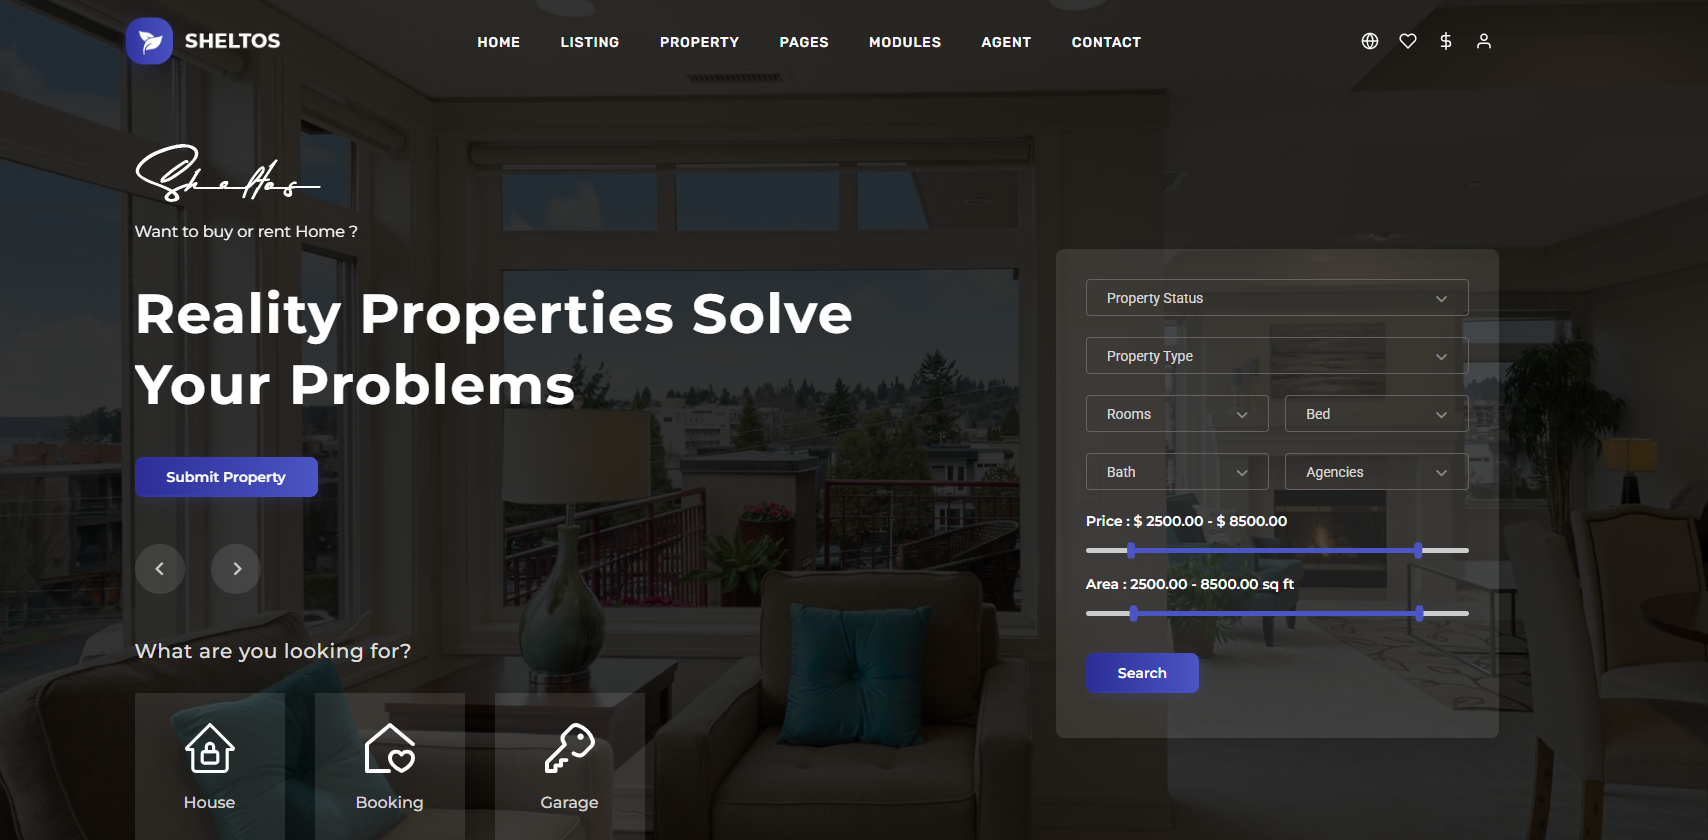 SHELTOS
HOME LISTING PROPERTY PAGES MODULES AGENT CONTACT
Sheltos
Want to buy or rent Home ?
Reality Properties Solve
Your Problems
Submit Property
What are you looking for?
House
Booking
Garage
Property Status
Property Type
Rooms
Bed
Bath
Agencies
Price : $ 2500.00 - $ 8500.00
Area : 2500.00 - 8500.00 sq ft
Search